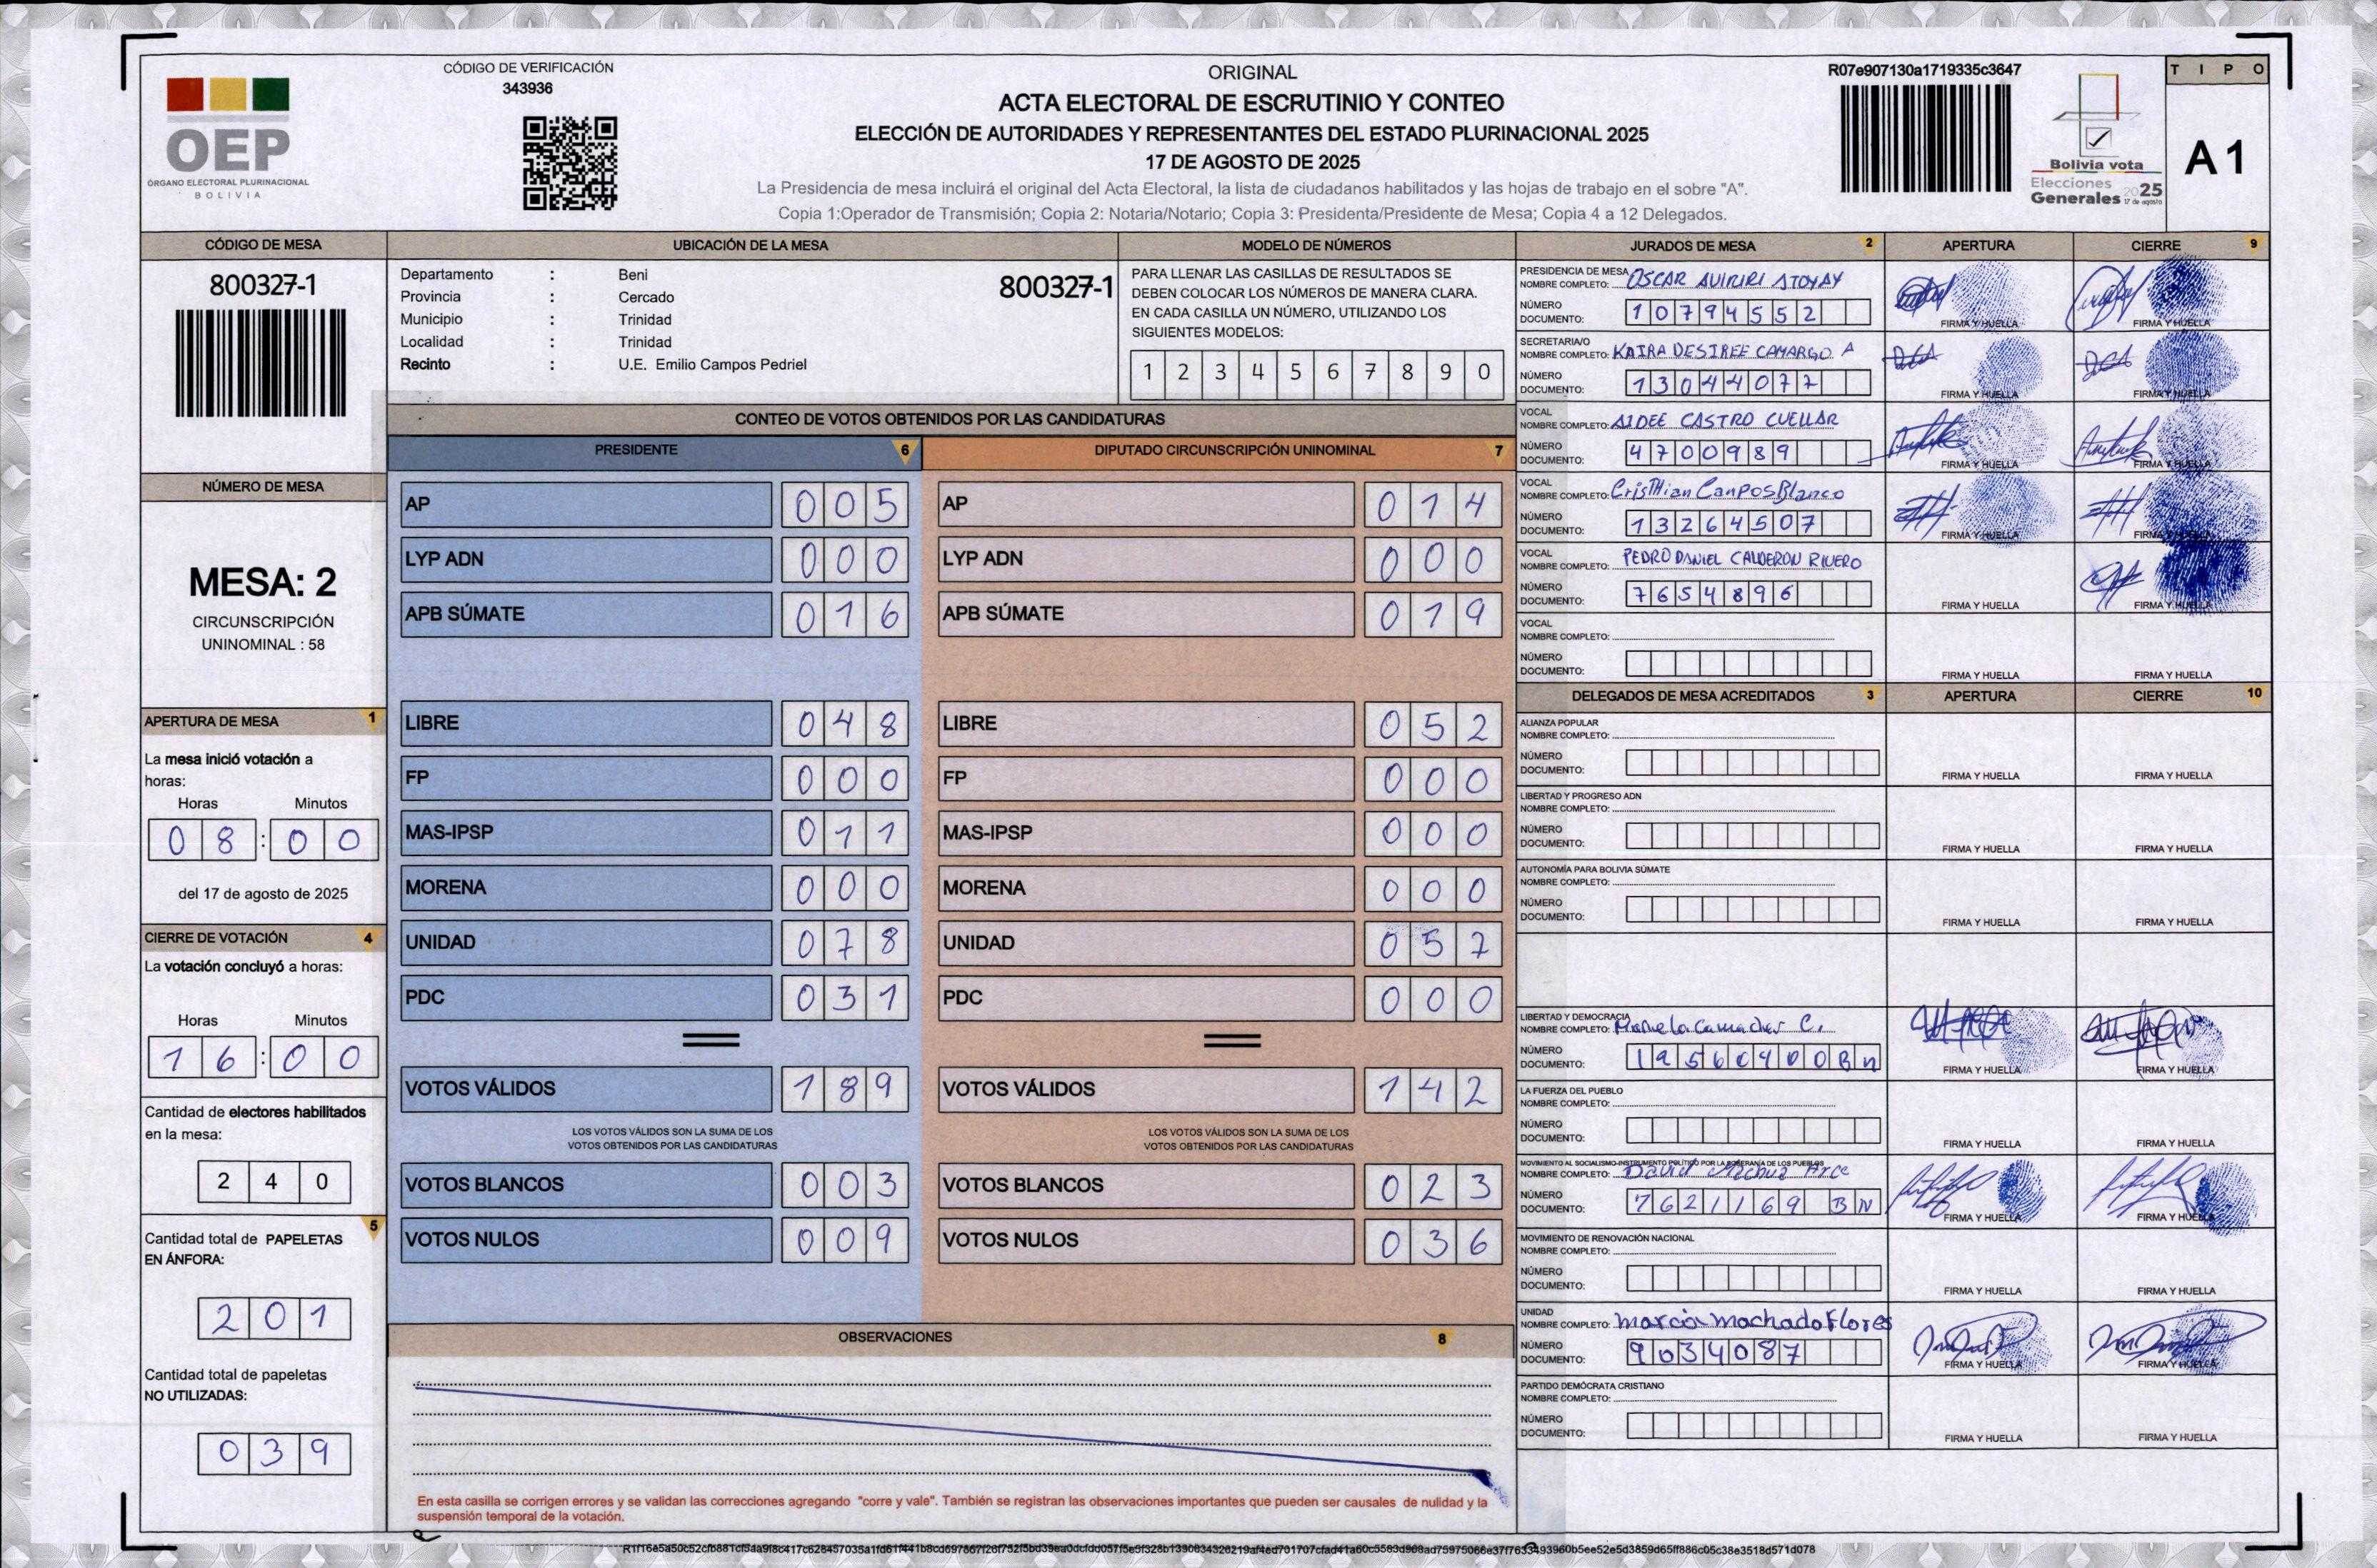 CÓDIGO DE VERIFICACIÓN
343936
OEP
ÓRGANO ELECTORAL PLURINACIONAL
BOLIVIA
ORIGINAL
ACTA ELECTORAL DE ESCRUTINIO Y CONTEO
ELECCIÓN DE AUTORIDADES Y REPRESENTANTES DEL ESTADO PLURINACIONAL 2025
17 DE AGOSTO DE 2025
La Presidencia de mesa incluirá el original del Acta Electoral, la lista de ciudadanos habilitados y las hojas de trabajo en el sobre "A".
Copia 1:Operador de Transmisión; Copia 2: Notaria/Notario; Copia 3: Presidenta/Presidente de Mesa; Copia 4 a 12 Delegados.
R07e907130a1719335c3647
Bolivia vota
Elecciones 2025
Generales 17 de agosto
TIPO
A 1
CÓDIGO DE MESA
800327-1
UBICACIÓN DE LA MESA
Departamento : Beni
Provincia : Cercado
Municipio : Trinidad
Localidad : Trinidad
Recinto : U.E. Emilio Campos Pedriel
800327-1
MODELO DE NÚMEROS
PARA LLENAR LAS CASILLAS DE RESULTADOS SE
DEBEN COLOCAR LOS NÚMEROS DE MANERA CLARA.
EN CADA CASILLA UN NÚMERO, UTILIZANDO LOS
SIGUIENTES MODELOS:
1 2 3 4 5 6 7 8 9 0
NÚMERO DE MESA
MESA: 2
CIRCUNSCRIPCIÓN
UNINOMINAL : 58
APERTURA DE MESA 1
La mesa inició votación a
horas:
Horas Minutos
08:00
del 17 de agosto de 2025
CIERRE DE VOTACIÓN 4
La votación concluyó a horas:
Horas Minutos
16:00
Cantidad de electores habilitados
en la mesa:
240
5
Cantidad total de PAPELETAS
EN ÁNFORA:
201
Cantidad total de papeletas
NO UTILIZADAS:
039
CONTEO DE VOTOS OBTENIDOS POR LAS CANDIDATURAS
PRESIDENTE 6
AP 005
LYP ADN 000
APB SÚMATE 016
LIBRE 048
FP 000
MAS-IPSP 011
MORENA 000
UNIDAD 078
PDC 031
VOTOS VÁLIDOS 189
LOS VOTOS VÁLIDOS SON LA SUMA DE LOS
VOTOS OBTENIDOS POR LAS CANDIDATURAS
VOTOS BLANCOS 003
VOTOS NULOS 009
DIPUTADO CIRCUNSCRIPCIÓN UNINOMINAL 7
AP 014
LYP ADN 000
APB SÚMATE 019
LIBRE 052
FP 000
MAS-IPSP 000
MORENA 000
UNIDAD 057
PDC 000
VOTOS VÁLIDOS 142
LOS VOTOS VÁLIDOS SON LA SUMA DE LOS
VOTOS OBTENIDOS POR LAS CANDIDATURAS
VOTOS BLANCOS 023
VOTOS NULOS 036
OBSERVACIONES 8
En esta casilla se corrigen errores y se validan las correcciones agregando "corre y vale". También se registran las observaciones importantes que pueden ser causales de nulidad y la
suspensión temporal de la votación.
JURADOS DE MESA 2 APERTURA CIERRE 9
PRESIDENCIA DE MESA
NOMBRE COMPLETO: OSCAR AVIRIRI
NÚMERO
DOCUMENTO: 10794552
FIRMA Y HUELLA FIRMA Y HUELLA
SECRETARIA/O
NOMBRE COMPLETO: KAIRA DESIREE CAMARGO A
NÚMERO
DOCUMENTO: 13044077
FIRMA Y HUELLA FIRMA Y HUELLA
VOCAL
NOMBRE COMPLETO: AIDEE CASTRO CUELLAR
NÚMERO
DOCUMENTO: 4700989
FIRMA Y HUELLA FIRMA Y HUELLA
VOCAL
NOMBRE COMPLETO: CrisThian Campos Blanco
NÚMERO
DOCUMENTO: 13264507
FIRMA Y HUELLA FIRMA Y HUELLA
VOCAL
NOMBRE COMPLETO: PEDRO DANIEL CALDERON RIVERO
NÚMERO
DOCUMENTO: 7654896
FIRMA Y HUELLA FIRMA Y HUELLA
VOCAL
NOMBRE COMPLETO:
NÚMERO
DOCUMENTO:
FIRMA Y HUELLA FIRMA Y HUELLA
DELEGADOS DE MESA ACREDITADOS 3 APERTURA CIERRE 10
ALIANZA POPULAR
NOMBRE COMPLETO:
NÚMERO
DOCUMENTO:
FIRMA Y HUELLA FIRMA Y HUELLA
LIBERTAD Y PROGRESO ADN
NOMBRE COMPLETO:
NÚMERO
DOCUMENTO:
FIRMA Y HUELLA FIRMA Y HUELLA
AUTONOMÍA PARA BOLIVIA SÚMATE
NOMBRE COMPLETO:
NÚMERO
DOCUMENTO:
FIRMA Y HUELLA FIRMA Y HUELLA
LIBERTAD Y DEMOCRACIA
NOMBRE COMPLETO: C.
NÚMERO
DOCUMENTO: 19560400Bn
FIRMA Y HUELLA FIRMA Y HUELLA
LA FUERZA DEL PUEBLO
NOMBRE COMPLETO:
NÚMERO
DOCUMENTO:
FIRMA Y HUELLA FIRMA Y HUELLA
MOVIMIENTO AL SOCIALISMO-INSTRUMENTO POLÍTICO POR LA SOBERANÍA DE LOS PUEBLOS
NOMBRE COMPLETO: David Arce
NÚMERO
DOCUMENTO: 7621169 BN
FIRMA Y HUELLA FIRMA Y HUELLA
MOVIMIENTO DE RENOVACIÓN NACIONAL
NOMBRE COMPLETO:
NÚMERO
DOCUMENTO:
FIRMA Y HUELLA FIRMA Y HUELLA
UNIDAD
NOMBRE COMPLETO: marcia machado Flores
NÚMERO
DOCUMENTO: 9034087
FIRMA Y HUELLA FIRMA Y HUELLA
PARTIDO DEMÓCRATA CRISTIANO
NOMBRE COMPLETO:
NÚMERO
DOCUMENTO:
FIRMA Y HUELLA FIRMA Y HUELLA